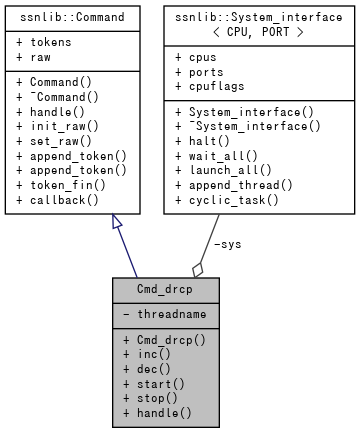 ssnlib::Command
+ tokens
+ raw
+ Command()
+ ~Command()
+ handle()
+ init_raw()
+ set_raw()
+ append_token()
+ append_token()
+ token_fin()
+ callback()
ssnlib::System_interface
< CPU, PORT >
+ cpus
+ ports
+ cpuflags
+ System_interface()
+ ~System_interface()
+ halt()
+ wait_all()
+ launch_all()
+ append_thread()
+ cyclic_task()
-sys
Cmd_drcp
- threadname
+ Cmd_drcp()
+ inc()
+ dec()
+ start()
+ stop()
+ handle()